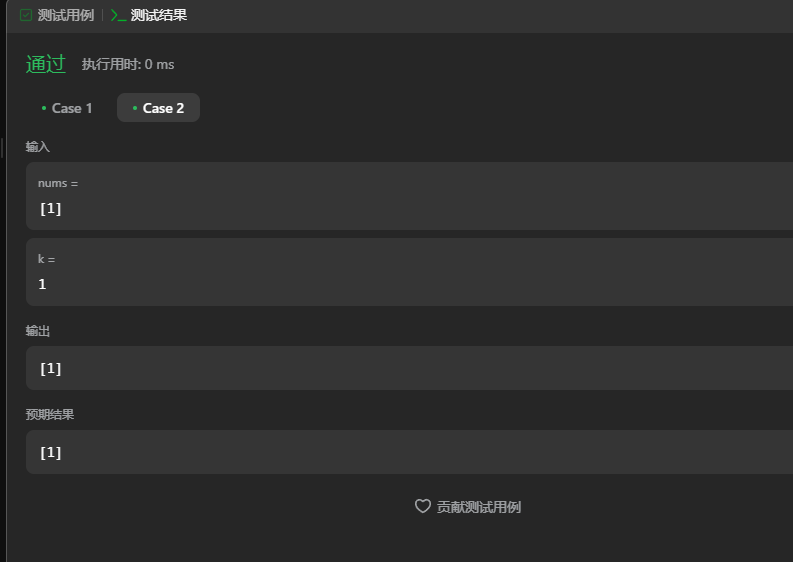 测试用例 | 测试结果
通过 执行用时: 0 ms
Case 1 Case 2
输入
nums =
[1]
k =
1
输出
[1]
预期结果
[1]
贡献测试用例